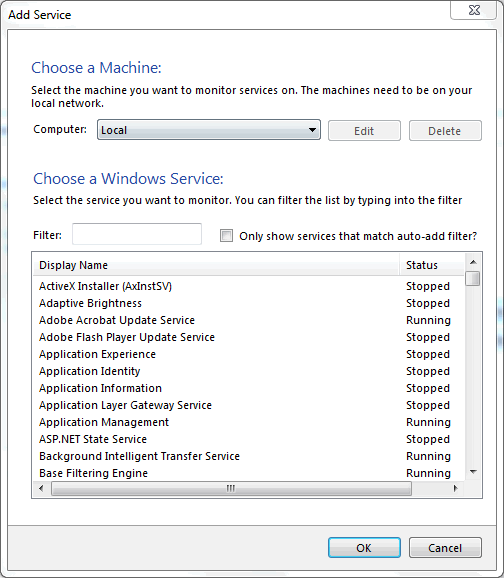 Add Service
Choose a Machine:
Select the machine you want to monitor services on. The machines need to be on your
local network.
Computer: Local Edit Delete
Choose a Windows Service:
Select the service you want to monitor. You can filter the list by typing into the filter
Filter: Only show services that match auto-add filter?
Display Name Status
ActiveX Installer (AxInstSV) Stopped
Adaptive Brightness Stopped
Adobe Acrobat Update Service Running
Adobe Flash Player Update Service Stopped
Application Experience Stopped
Application Identity Stopped
Application Information Stopped
Application Layer Gateway Service Stopped
Application Management Running
ASP.NET State Service Stopped
Background Intelligent Transfer Service Running
Base Filtering Engine Running
OK Cancel